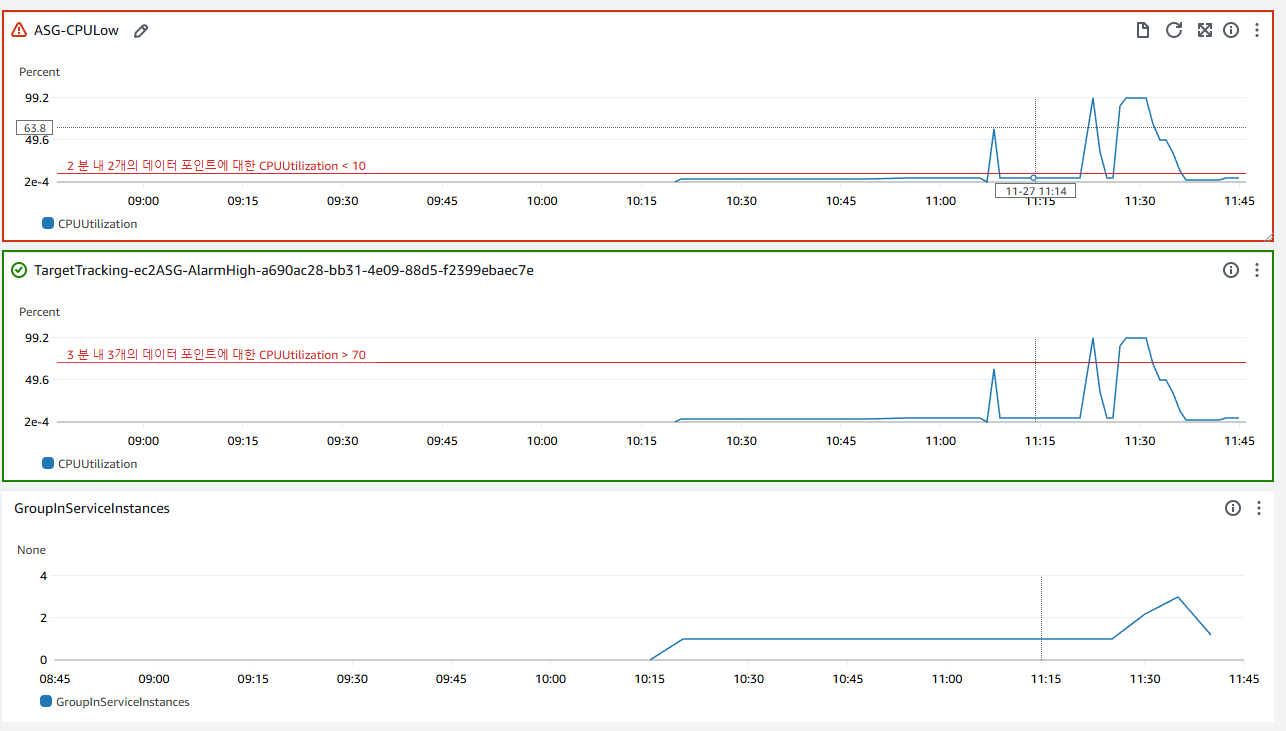 ASG-CPULow
Percent
99.2
63.8
49.6
2 분 내 2개의 데이터 포인트에 대한 CPUUtilization < 10
2e-4
09:00 09:15 09:30 09:45 10:00 10:15 10:30 10:45 11:00 11:15 11:30 11:45
11-27 11:14
CPUUtilization
TargetTracking-ec2ASG-AlarmHigh-a690ac28-bb31-4e09-88d5-f2399ebaec7e
Percent
99.2
3 분 내 3개의 데이터 포인트에 대한 CPUUtilization > 70
49.6
2e-4
09:00 09:15 09:30 09:45 10:00 10:15 10:30 10:45 11:00 11:15 11:30 11:45
CPUUtilization
GroupInServiceInstances
None
4
2
0
08:45 09:00 09:15 09:30 09:45 10:00 10:15 10:30 10:45 11:00 11:15 11:30 11:45
GroupInServiceInstances